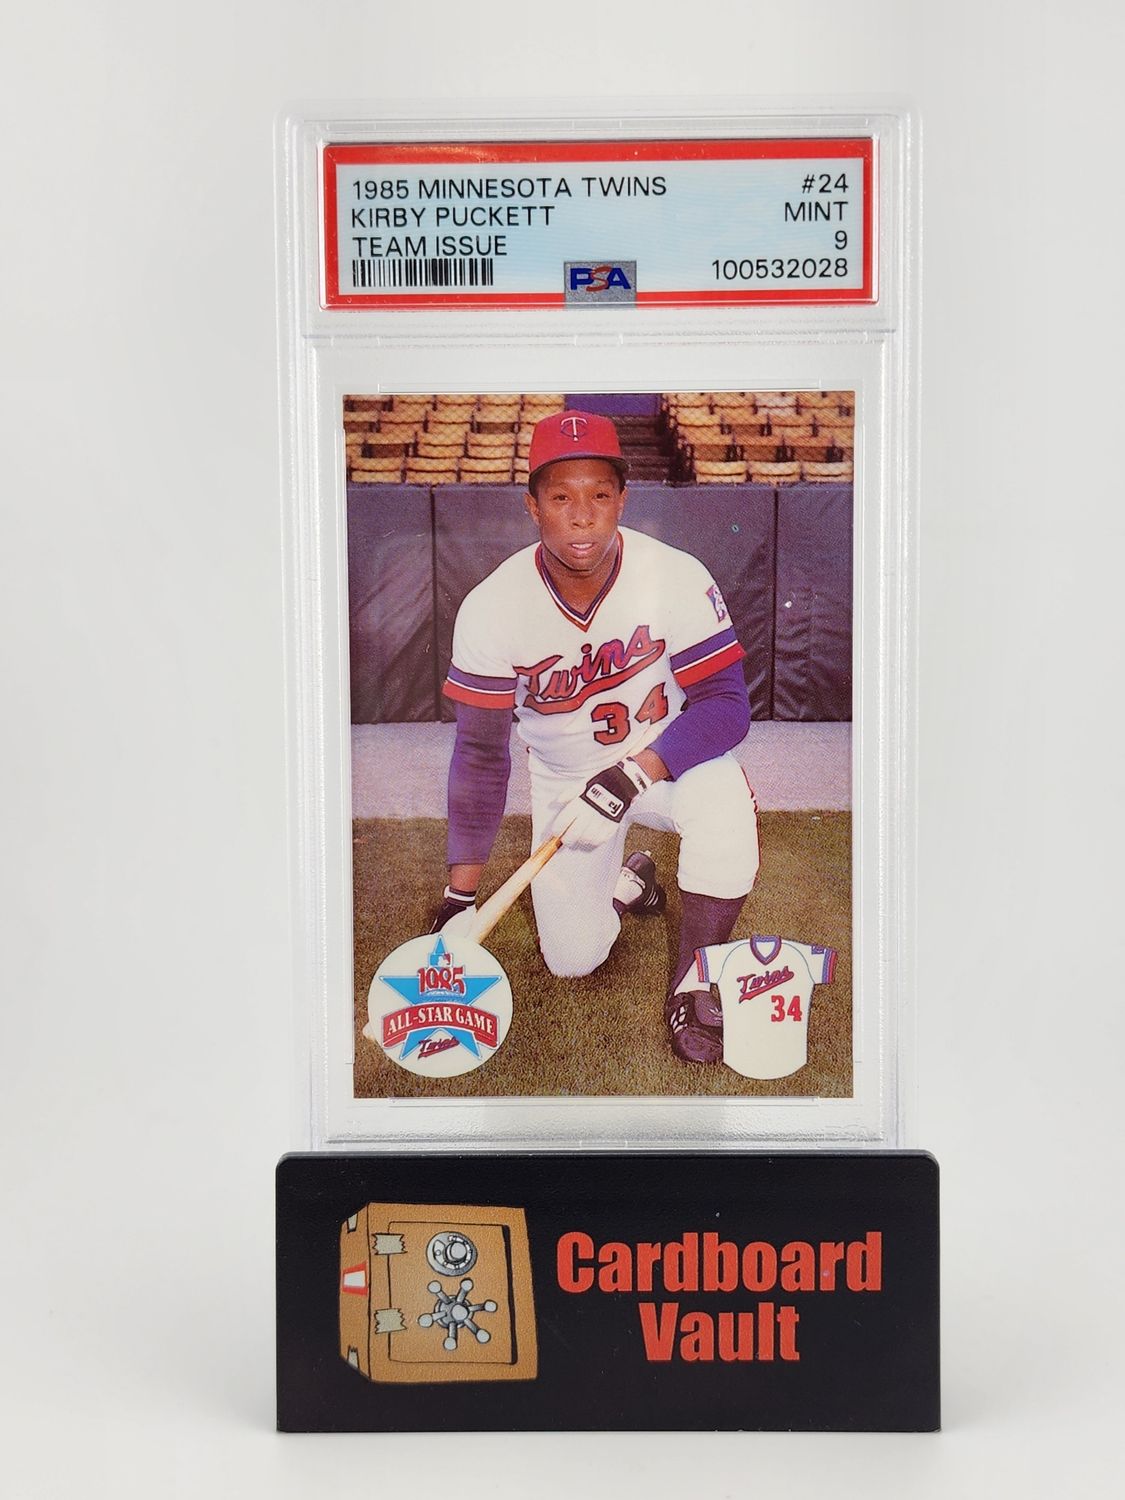 1985 MINNESOTA TWINS #24
KIRBY PUCKETT MINT
TEAM ISSUE 9
100532028
PSA
Twins
34
1985
ALL-STAR GAME
Twins
Twins
34
Cardboard
Vault